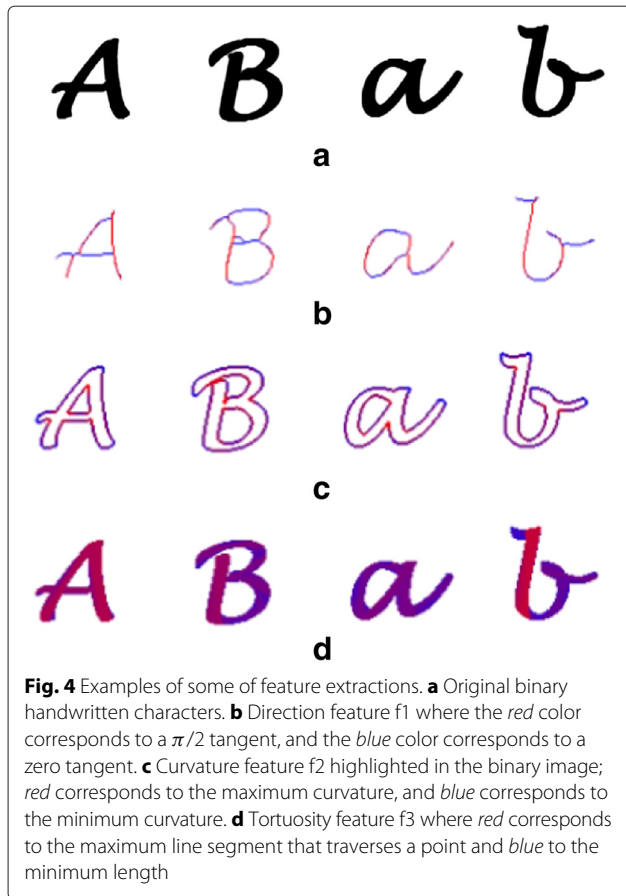 A B a b
a
A B a b
b
A B a b
c
A B a b
d
Fig. 4 Examples of some of feature extractions. a Original binary
handwritten characters. b Direction feature f1 where the red color
corresponds to a π/2 tangent, and the blue color corresponds to a
zero tangent. c Curvature feature f2 highlighted in the binary image;
red corresponds to the maximum curvature, and blue corresponds to
the minimum curvature. d Tortuosity feature f3 where red corresponds
to the maximum line segment that traverses a point and blue to the
minimum length